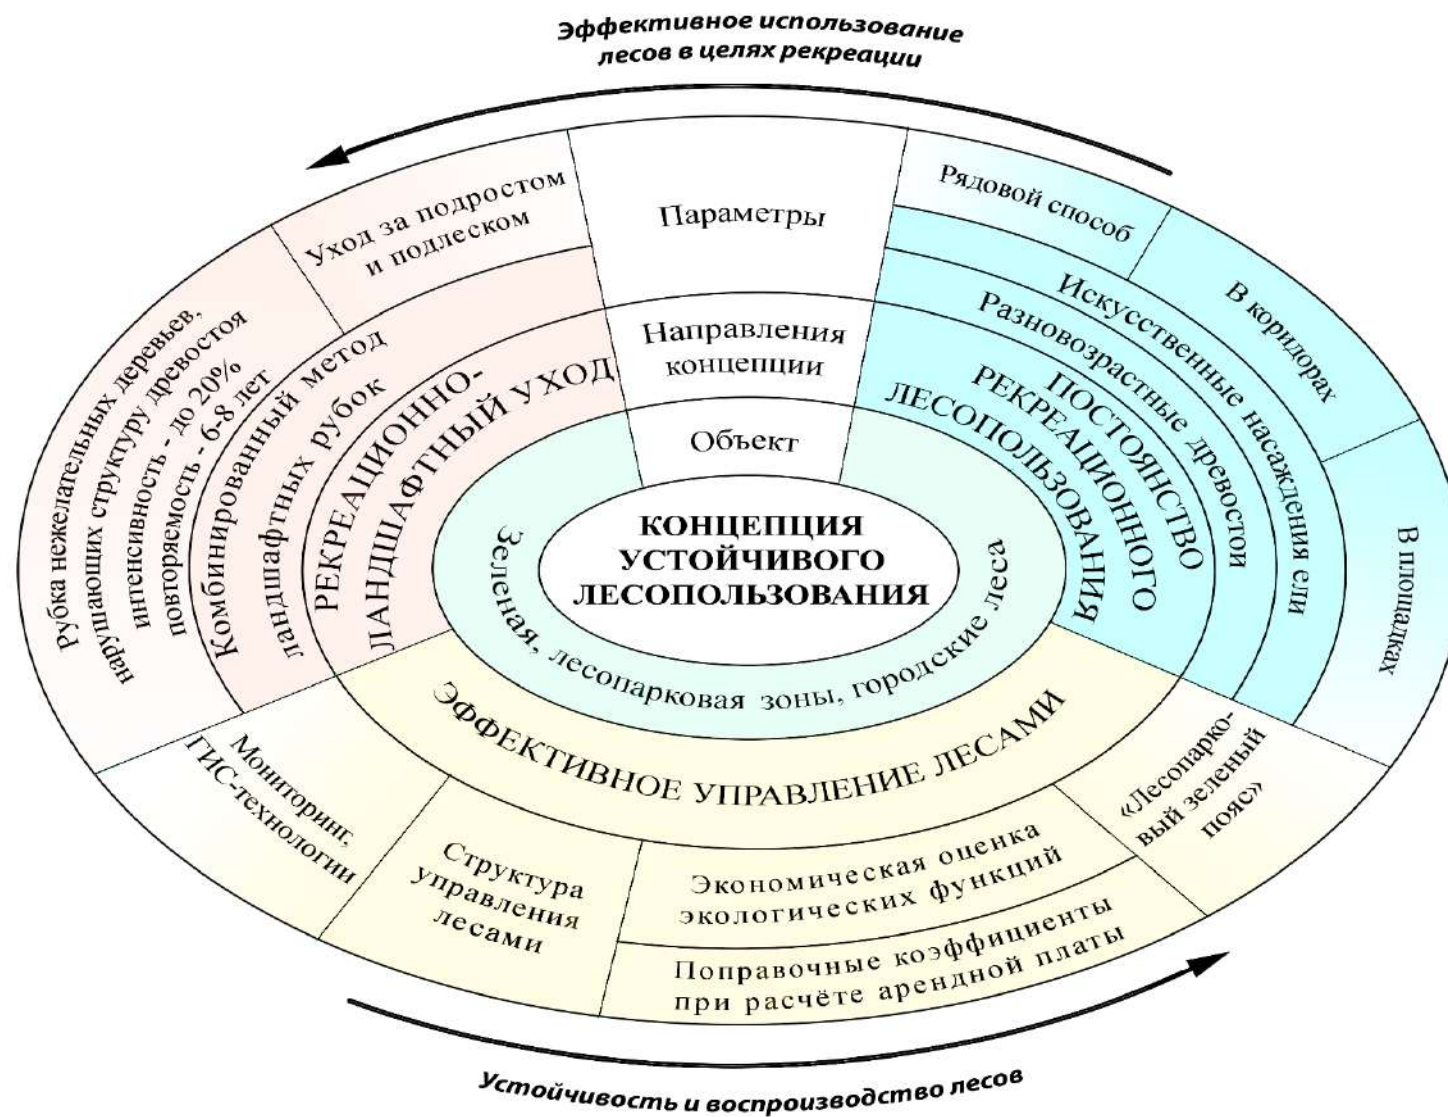 Эффективное использование
лесов в целях рекреации
Параметры
Направления
концепции
Объект
КОНЦЕПЦИЯ
УСТОЙЧИВОГО
ЛЕСОПОЛЬЗОВАНИЯ
Зеленая, лесопарковая зоны, городские леса
Рядовой способ
В коридорах
В площадках
Искусственные насаждения ели
Разновозрастные древостои
ПОСТОЯНСТВО
РЕКРЕАЦИОННОГО
ЛЕСОПОЛЬЗОВАНИЯ
Уход за подростом
и подлеском
Рубка нежелательных деревьев,
нарушающих структуру древостоя
интенсивность - до 20%
повторяемость - 6-8 лет
Комбинированный метод
ландшафтных рубок
РЕКРЕАЦИОННО-
ЛАНДШАФТНЫЙ УХОД
ЭФФЕКТИВНОЕ УПРАВЛЕНИЕ ЛЕСАМИ
Мониторинг,
ГИС-технологии
Структура
управления
лесами
Экономическая оценка
экологических функций
Поправочные коэффициенты
при расчёте арендной платы
«Лесопарко-
вый зеленый
пояс»
Устойчивость и воспроизводство лесов